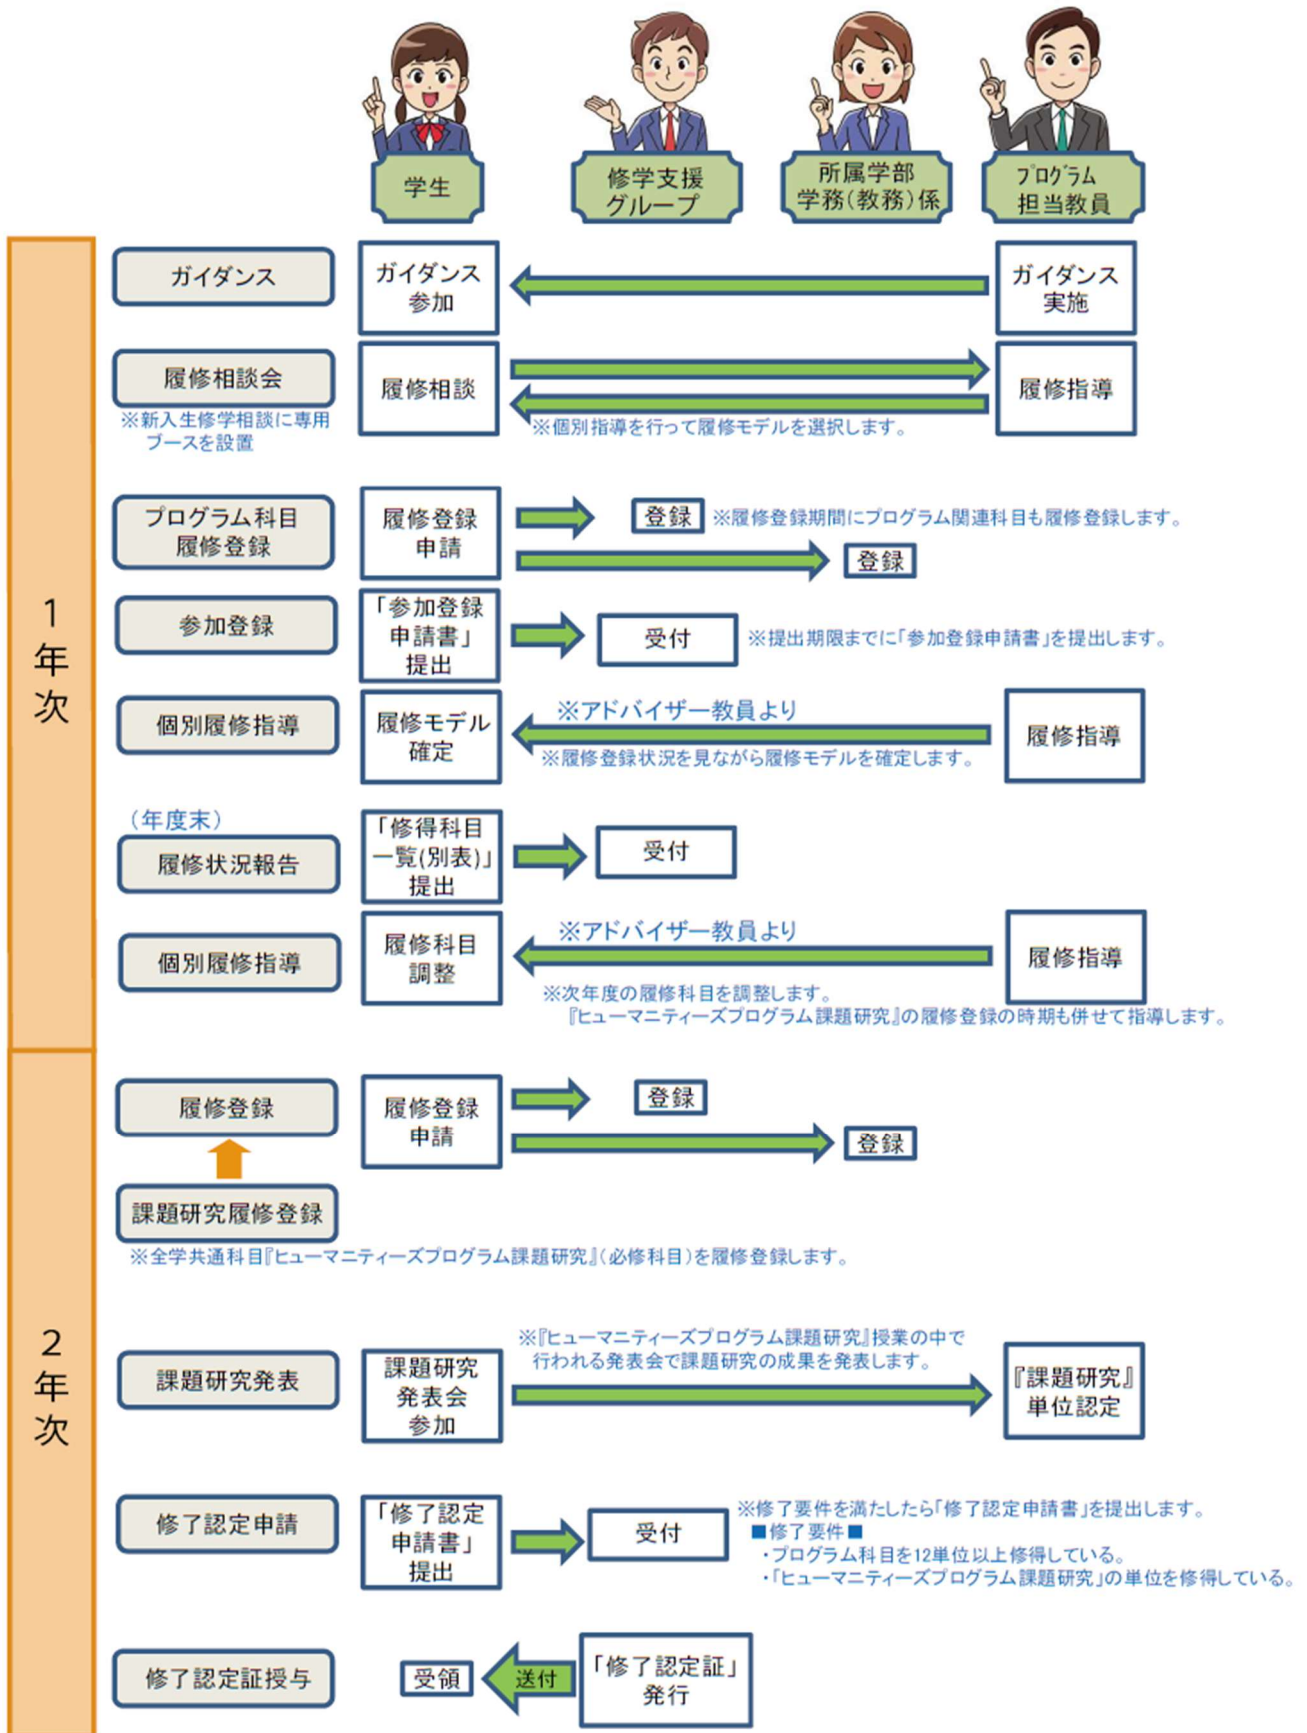 学生
修学支援
グループ
所属学部
学務(教務)係
プログラム
担当教員
1
年
次
ガイダンス
ガイダンス
参加
ガイダンス
実施
履修相談会
※新入生修学相談に専用
ブースを設置
履修相談
※個別指導を行って履修モデルを選択します。
履修指導
プログラム科目
履修登録
履修登録
申請
登録
※履修登録期間にプログラム関連科目も履修登録します。
登録
参加登録
「参加登録
申請書」
提出
受付
※提出期限までに「参加登録申請書」を提出します。
個別履修指導
履修モデル
確定
※アドバイザー教員より
※履修登録状況を見ながら履修モデルを確定します。
履修指導
(年度末)
履修状況報告
「修得科目
一覧(別表)」
提出
受付
個別履修指導
履修科目
調整
※アドバイザー教員より
※次年度の履修科目を調整します。
『ヒューマニティーズプログラム課題研究』の履修登録の時期も併せて指導します。
履修指導
2
年
次
履修登録
履修登録
申請
登録
登録
課題研究履修登録
※全学共通科目『ヒューマニティーズプログラム課題研究』(必修科目)を履修登録します。
課題研究発表
課題研究
発表会
参加
※『ヒューマニティーズプログラム課題研究』授業の中で
行われる発表会で課題研究の成果を発表します。
『課題研究』
単位認定
修了認定申請
「修了認定
申請書」
提出
受付
※修了要件を満たしたら「修了認定申請書」を提出します。
■修了要件■
・プログラム科目を12単位以上修得している。
・「ヒューマニティーズプログラム課題研究」の単位を修得している。
修了認定証授与
受領
送付
「修了認定証」
発行